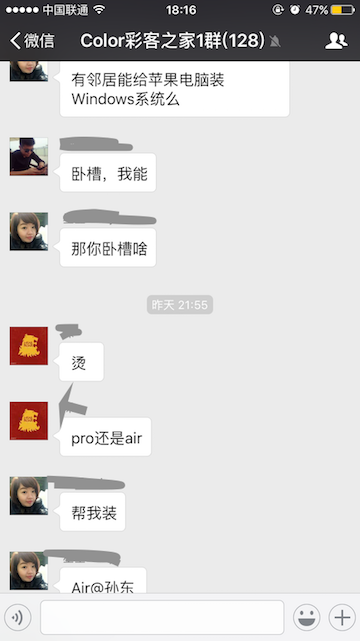 中国联通
18:16
47%
微信
Color彩客之家1群(128)
有邻居能给苹果电脑装
Windows系统么
卧槽，我能
那你卧槽啥
昨天 21:55
烫
pro还是air
帮我装
Air@孙东